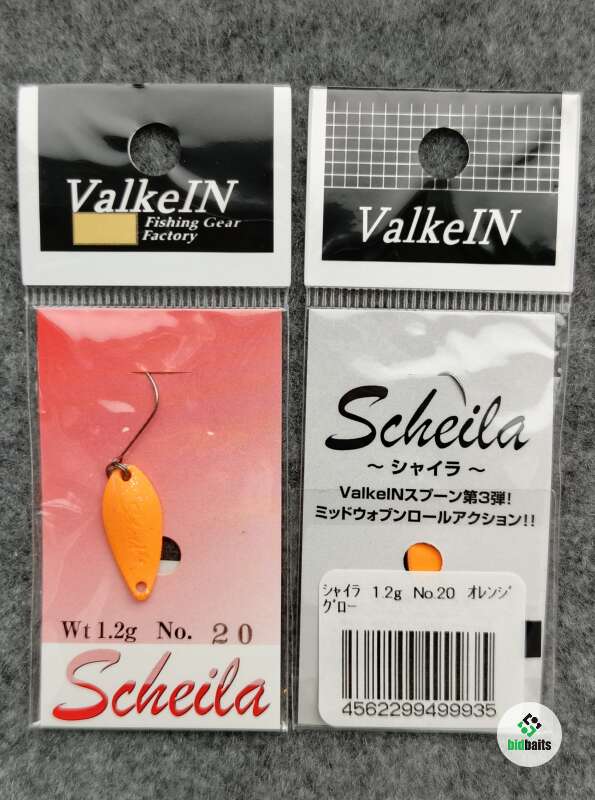 ValkeIN
Fishing Gear
Factory
Wt 1.2g No. 20
Scheila
ValkeIN
Scheila
～シャイラ～
ValkeINスプーン第3弾!
ミッドウォブンロールアクション!!
シャイラ 1.2g No.20 オレンジ
グロー
4562299499935
bidbaits